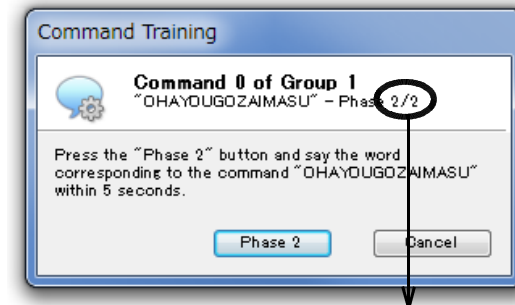 Command Training
Command 0 of Group 1
"OHAYOUGOZAIMASU" - Phase 2/2
Press the "Phase 2" button and say the word
corresponding to the command "OHAYOUGOZAIMASU"
within 5 seconds.
Phase 2
Cancel